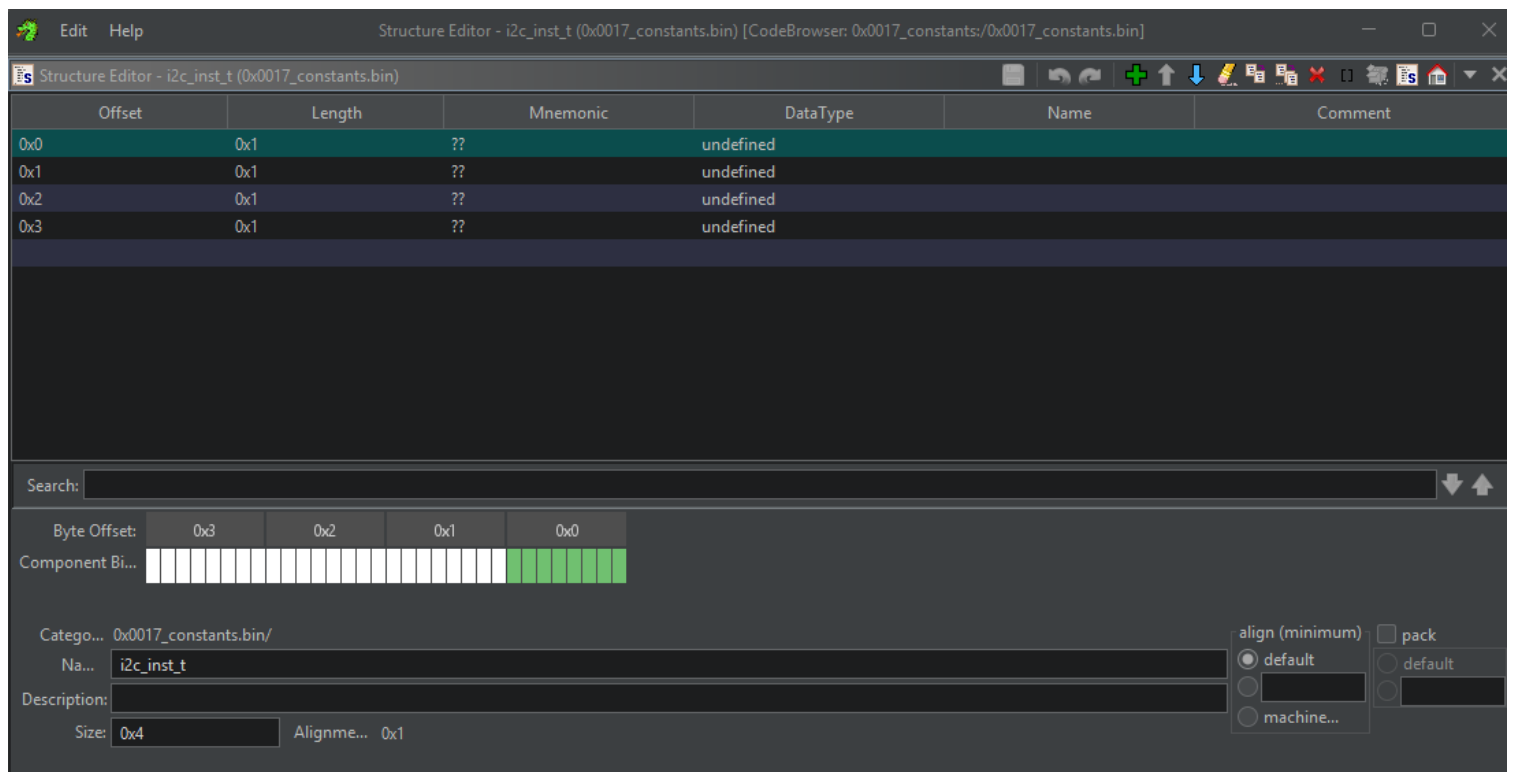 Edit Help Structure Editor - i2c_inst_t (0x0017_constants.bin) [CodeBrowser: 0x0017_constants:/0x0017_constants.bin]
Structure Editor - i2c_inst_t (0x0017_constants.bin)
Offset Length Mnemonic DataType Name Comment
0x0 0x1 ?? undefined
0x1 0x1 ?? undefined
0x2 0x1 ?? undefined
0x3 0x1 ?? undefined
Search:
Byte Offset: 0x3 0x2 0x1 0x0
Component Bi...
Catego... 0x0017_constants.bin/
align (minimum) pack
Na... i2c_inst_t
default default
Description:
machine...
Size: 0x4 Alignme... 0x1